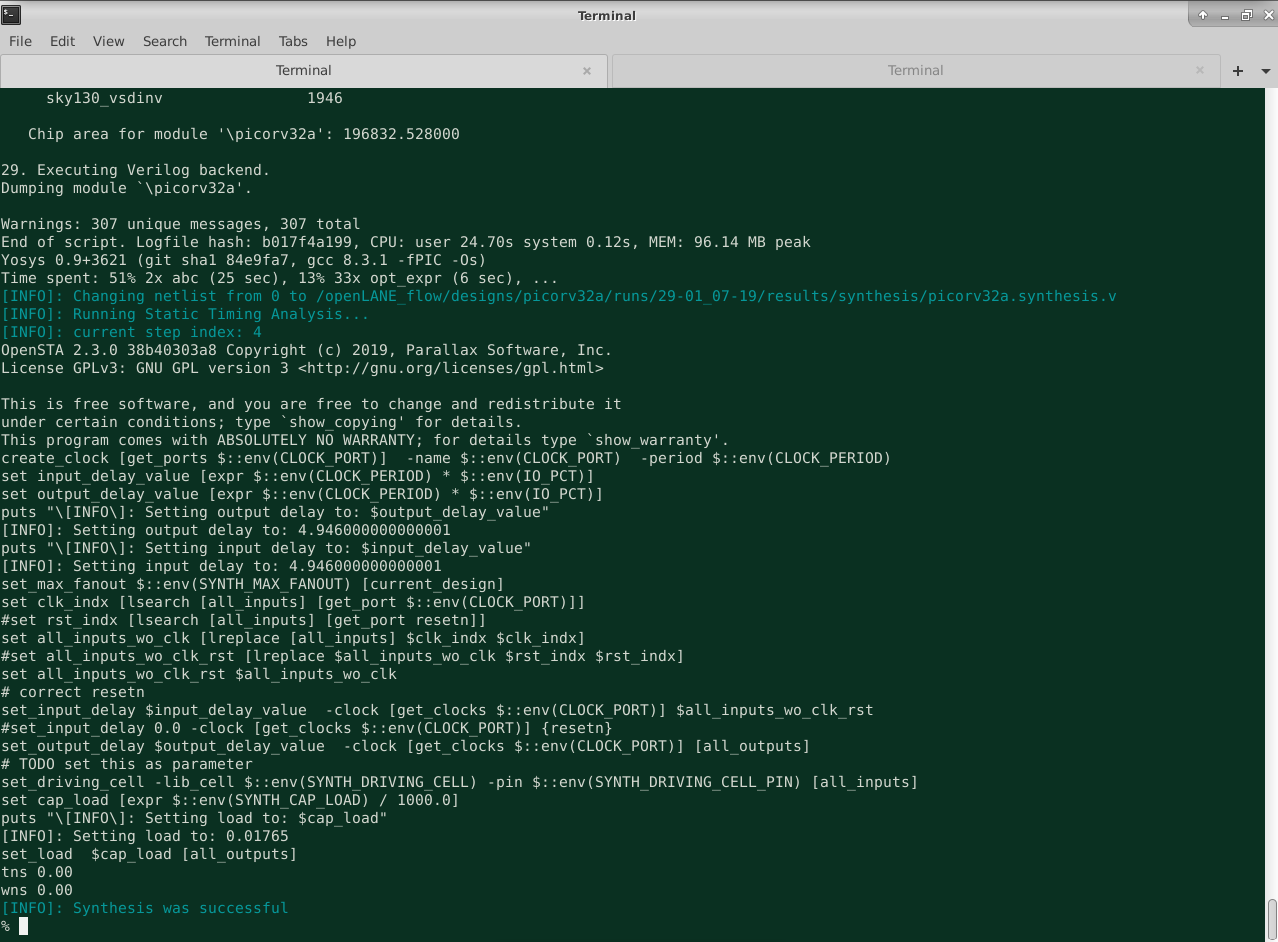 Terminal
File Edit View Search Terminal Tabs Help
Terminal
Terminal
sky130_vsdinv 1946
Chip area for module '\picorv32a': 196832.528000
29. Executing Verilog backend.
Dumping module `\picorv32a'.
Warnings: 307 unique messages, 307 total
End of script. Logfile hash: b017f4a199, CPU: user 24.70s system 0.12s, MEM: 96.14 MB peak
Yosys 0.9+3621 (git sha1 84e9fa7, gcc 8.3.1 -fPIC -Os)
Time spent: 51% 2x abc (25 sec), 13% 33x opt_expr (6 sec), ...
[INFO]: Changing netlist from 0 to /openLANE_flow/designs/picorv32a/runs/29-01_07-19/results/synthesis/picorv32a.synthesis.v
[INFO]: Running Static Timing Analysis...
[INFO]: current step index: 4
OpenSTA 2.3.0 38b40303a8 Copyright (c) 2019, Parallax Software, Inc.
License GPLv3: GNU GPL version 3 <http://gnu.org/licenses/gpl.html>
This is free software, and you are free to change and redistribute it
under certain conditions; type `show_copying' for details.
This program comes with ABSOLUTELY NO WARRANTY; for details type `show_warranty'.
create_clock [get_ports $::env(CLOCK_PORT)]  -name $::env(CLOCK_PORT)  -period $::env(CLOCK_PERIOD)
set input_delay_value [expr $::env(CLOCK_PERIOD) * $::env(IO_PCT)]
set output_delay_value [expr $::env(CLOCK_PERIOD) * $::env(IO_PCT)]
puts "\[INFO\]: Setting output delay to: $output_delay_value"
[INFO]: Setting output delay to: 4.946000000000001
puts "\[INFO\]: Setting input delay to: $input_delay_value"
[INFO]: Setting input delay to: 4.946000000000001
set_max_fanout $::env(SYNTH_MAX_FANOUT) [current_design]
set clk_indx [lsearch [all_inputs] [get_port $::env(CLOCK_PORT)]]
#set rst_indx [lsearch [all_inputs] [get_port resetn]]
set all_inputs_wo_clk [lreplace [all_inputs] $clk_indx $clk_indx]
#set all_inputs_wo_clk_rst [lreplace $all_inputs_wo_clk $rst_indx $rst_indx]
set all_inputs_wo_clk_rst $all_inputs_wo_clk
# correct resetn
set_input_delay $input_delay_value  -clock [get_clocks $::env(CLOCK_PORT)] $all_inputs_wo_clk_rst
#set_input_delay 0.0 -clock [get_clocks $::env(CLOCK_PORT)] {resetn}
set_output_delay $output_delay_value  -clock [get_clocks $::env(CLOCK_PORT)] [all_outputs]
# TODO set this as parameter
set_driving_cell -lib_cell $::env(SYNTH_DRIVING_CELL) -pin $::env(SYNTH_DRIVING_CELL_PIN) [all_inputs]
set cap_load [expr $::env(SYNTH_CAP_LOAD) / 1000.0]
puts "\[INFO\]: Setting load to: $cap_load"
[INFO]: Setting load to: 0.01765
set_load  $cap_load [all_outputs]
tns 0.00
wns 0.00
[INFO]: Synthesis was successful
%